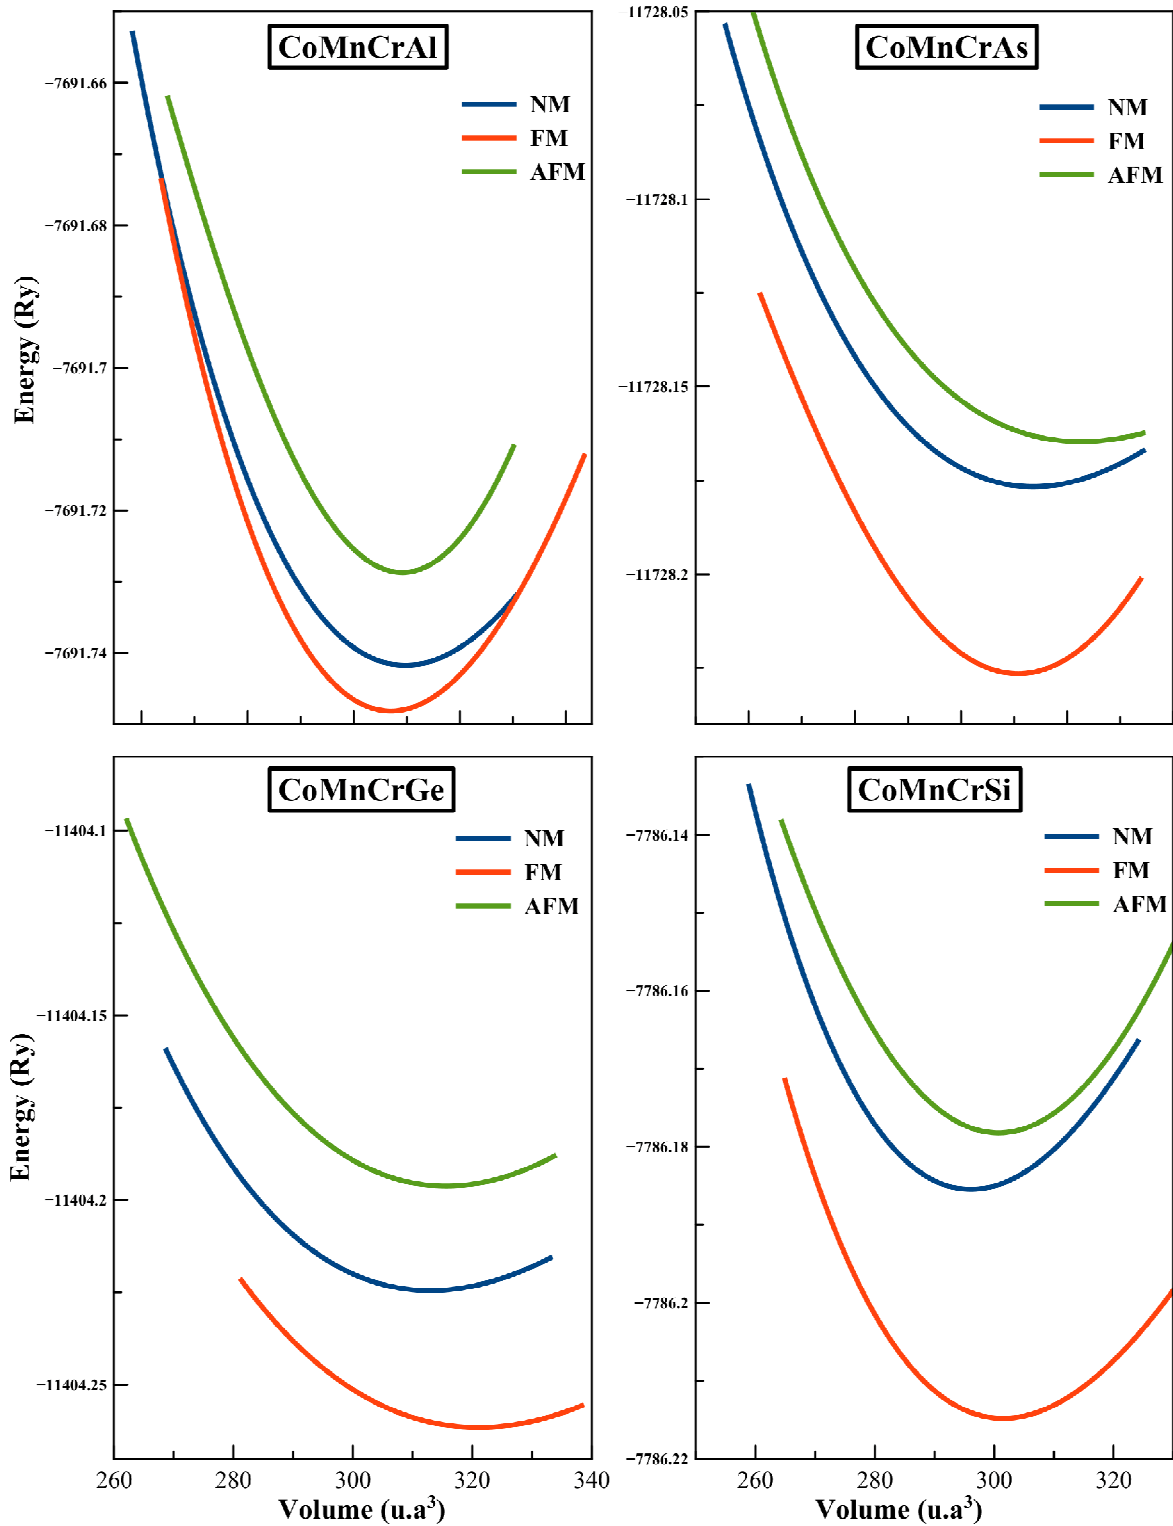 CoMnCrAl
NM
FM
AFM
−7691.66
−7691.68
−7691.7
−7691.72
−7691.74
Energy (Ry)
CoMnCrAs
NM
FM
AFM
−11728.05
−11728.1
−11728.15
−11728.2
CoMnCrGe
NM
FM
AFM
−11404.1
−11404.15
−11404.2
−11404.25
Energy (Ry)
260 280 300 320 340
Volume (u.a³)
CoMnCrSi
NM
FM
AFM
−7786.14
−7786.16
−7786.18
−7786.2
−7786.22
260 280 300 320
Volume (u.a³)